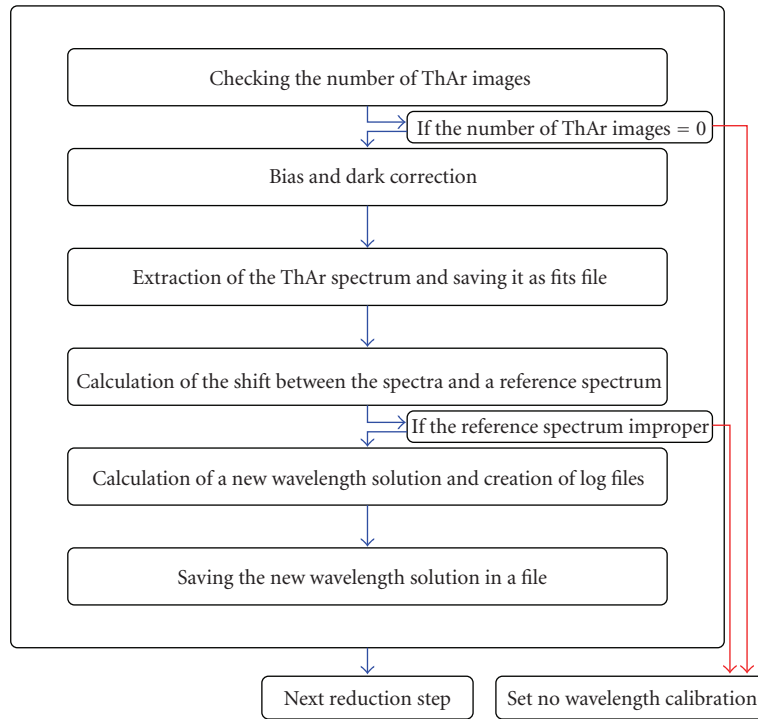 Checking the number of ThAr images
If the number of ThAr images = 0
Bias and dark correction
Extraction of the ThAr spectrum and saving it as fits file
Calculation of the shift between the spectra and a reference spectrum
If the reference spectrum improper
Calculation of a new wavelength solution and creation of log files
Saving the new wavelength solution in a file
Next reduction step
Set no wavelength calibration